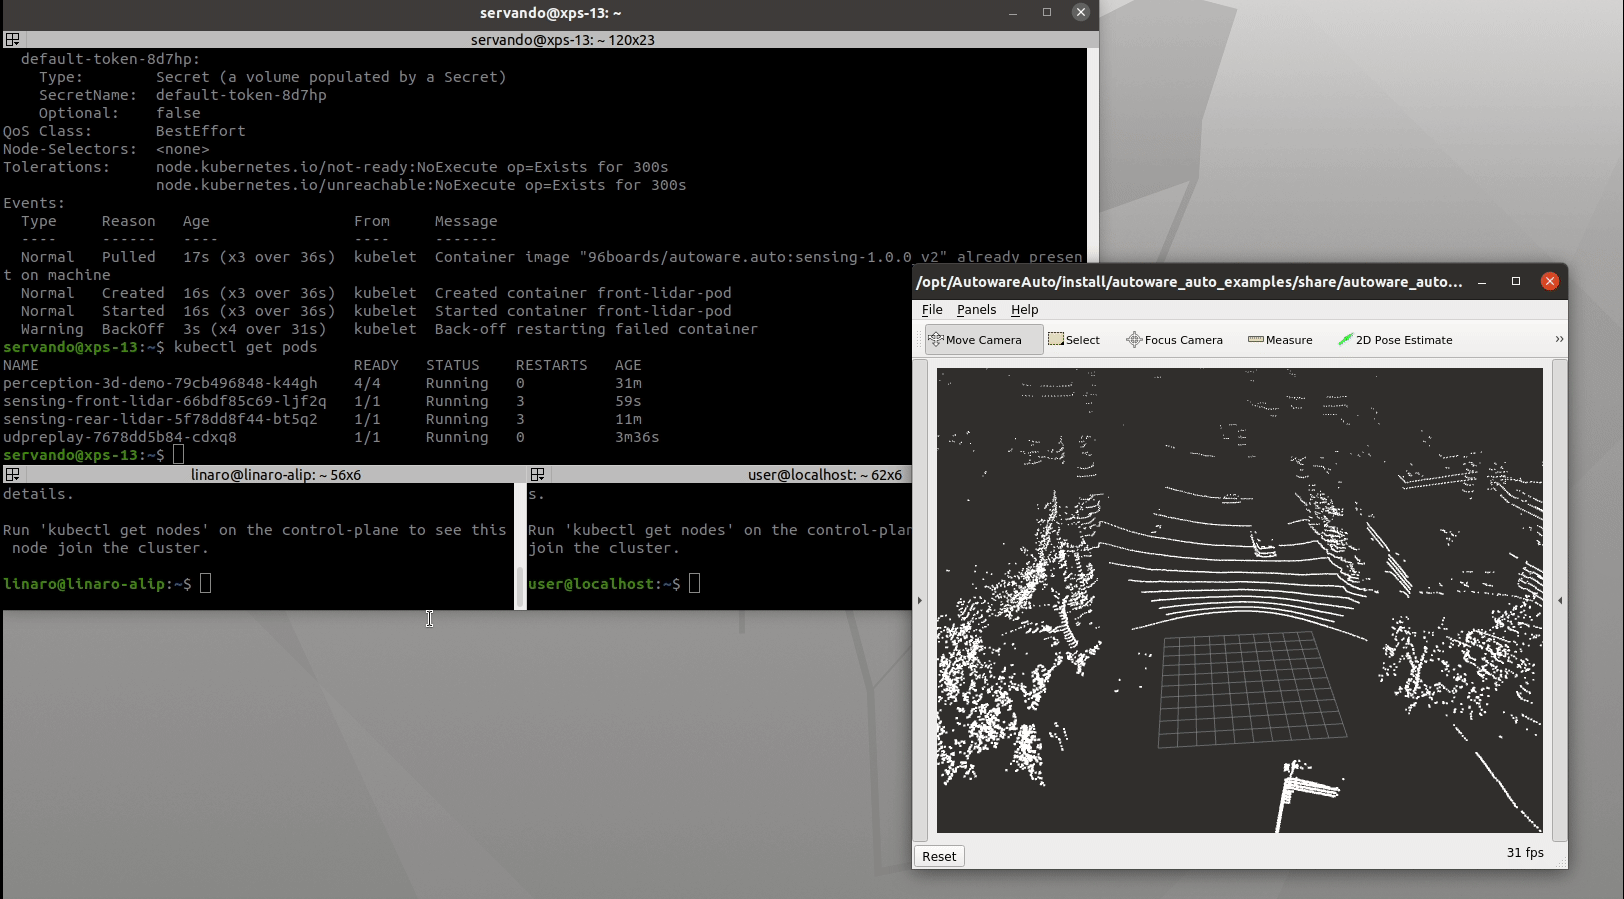 servando@xps-13: ~
servando@xps-13: ~ 120x23
  default-token-8d7hp:
    Type:        Secret (a volume populated by a Secret)
    SecretName:  default-token-8d7hp
    Optional:    false
QoS Class:       BestEffort
Node-Selectors:  <none>
Tolerations:     node.kubernetes.io/not-ready:NoExecute op=Exists for 300s
                 node.kubernetes.io/unreachable:NoExecute op=Exists for 300s
Events:
  Type     Reason   Age                From     Message
  ----     ------   ----               ----     -------
  Normal   Pulled   17s (x3 over 36s)  kubelet  Container image "96boards/autoware.auto:sensing-1.0.0_v2" already presen
t on machine
  Normal   Created  16s (x3 over 36s)  kubelet  Created container front-lidar-pod
  Normal   Started  16s (x3 over 36s)  kubelet  Started container front-lidar-pod
  Warning  BackOff  3s (x4 over 31s)   kubelet  Back-off restarting failed container
servando@xps-13:~$ kubectl get pods
NAME                                   READY   STATUS    RESTARTS   AGE
perception-3d-demo-79cb496848-k44gh    4/4     Running   0          31m
sensing-front-lidar-66bdf85c69-ljf2q   1/1     Running   3          59s
sensing-rear-lidar-5f78dd8f44-bt5q2    1/1     Running   3          11m
udpreplay-7678dd5b84-cdxq8             1/1     Running   0          3m36s
servando@xps-13:~$
linaro@linaro-alip: ~ 56x6
details.
Run 'kubectl get nodes' on the control-plane to see this
 node join the cluster.
linaro@linaro-alip:~$
user@localhost: ~ 62x6
s.
Run 'kubectl get nodes' on the control-plan
join the cluster.
user@localhost:~$
/opt/AutowareAuto/install/autoware_auto_examples/share/autoware_auto...
File Panels Help
Move Camera Select Focus Camera Measure 2D Pose Estimate »
Reset 31 fps